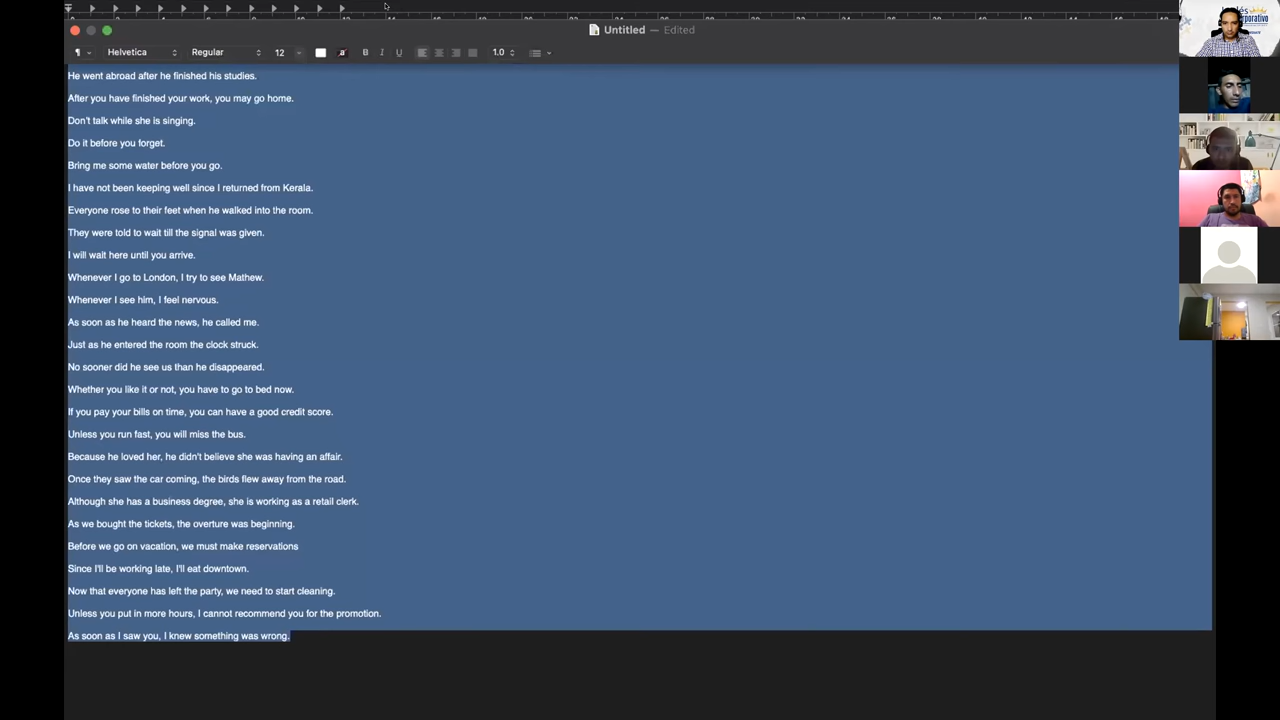 Untitled — Edited
¶ Helvetica Regular 12 a B I U 1.0
He went abroad after he finished his studies.
After you have finished your work, you may go home.
Don't talk while she is singing.
Do it before you forget.
Bring me some water before you go.
I have not been keeping well since I returned from Kerala.
Everyone rose to their feet when he walked into the room.
They were told to wait till the signal was given.
I will wait here until you arrive.
Whenever I go to London, I try to see Mathew.
Whenever I see him, I feel nervous.
As soon as he heard the news, he called me.
Just as he entered the room the clock struck.
No sooner did he see us than he disappeared.
Whether you like it or not, you have to go to bed now.
If you pay your bills on time, you can have a good credit score.
Unless you run fast, you will miss the bus.
Because he loved her, he didn't believe she was having an affair.
Once they saw the car coming, the birds flew away from the road.
Although she has a business degree, she is working as a retail clerk.
As we bought the tickets, the overture was beginning.
Before we go on vacation, we must make reservations
Since I'll be working late, I'll eat downtown.
Now that everyone has left the party, we need to start cleaning.
Unless you put in more hours, I cannot recommend you for the promotion.
As soon as I saw you, I knew something was wrong.